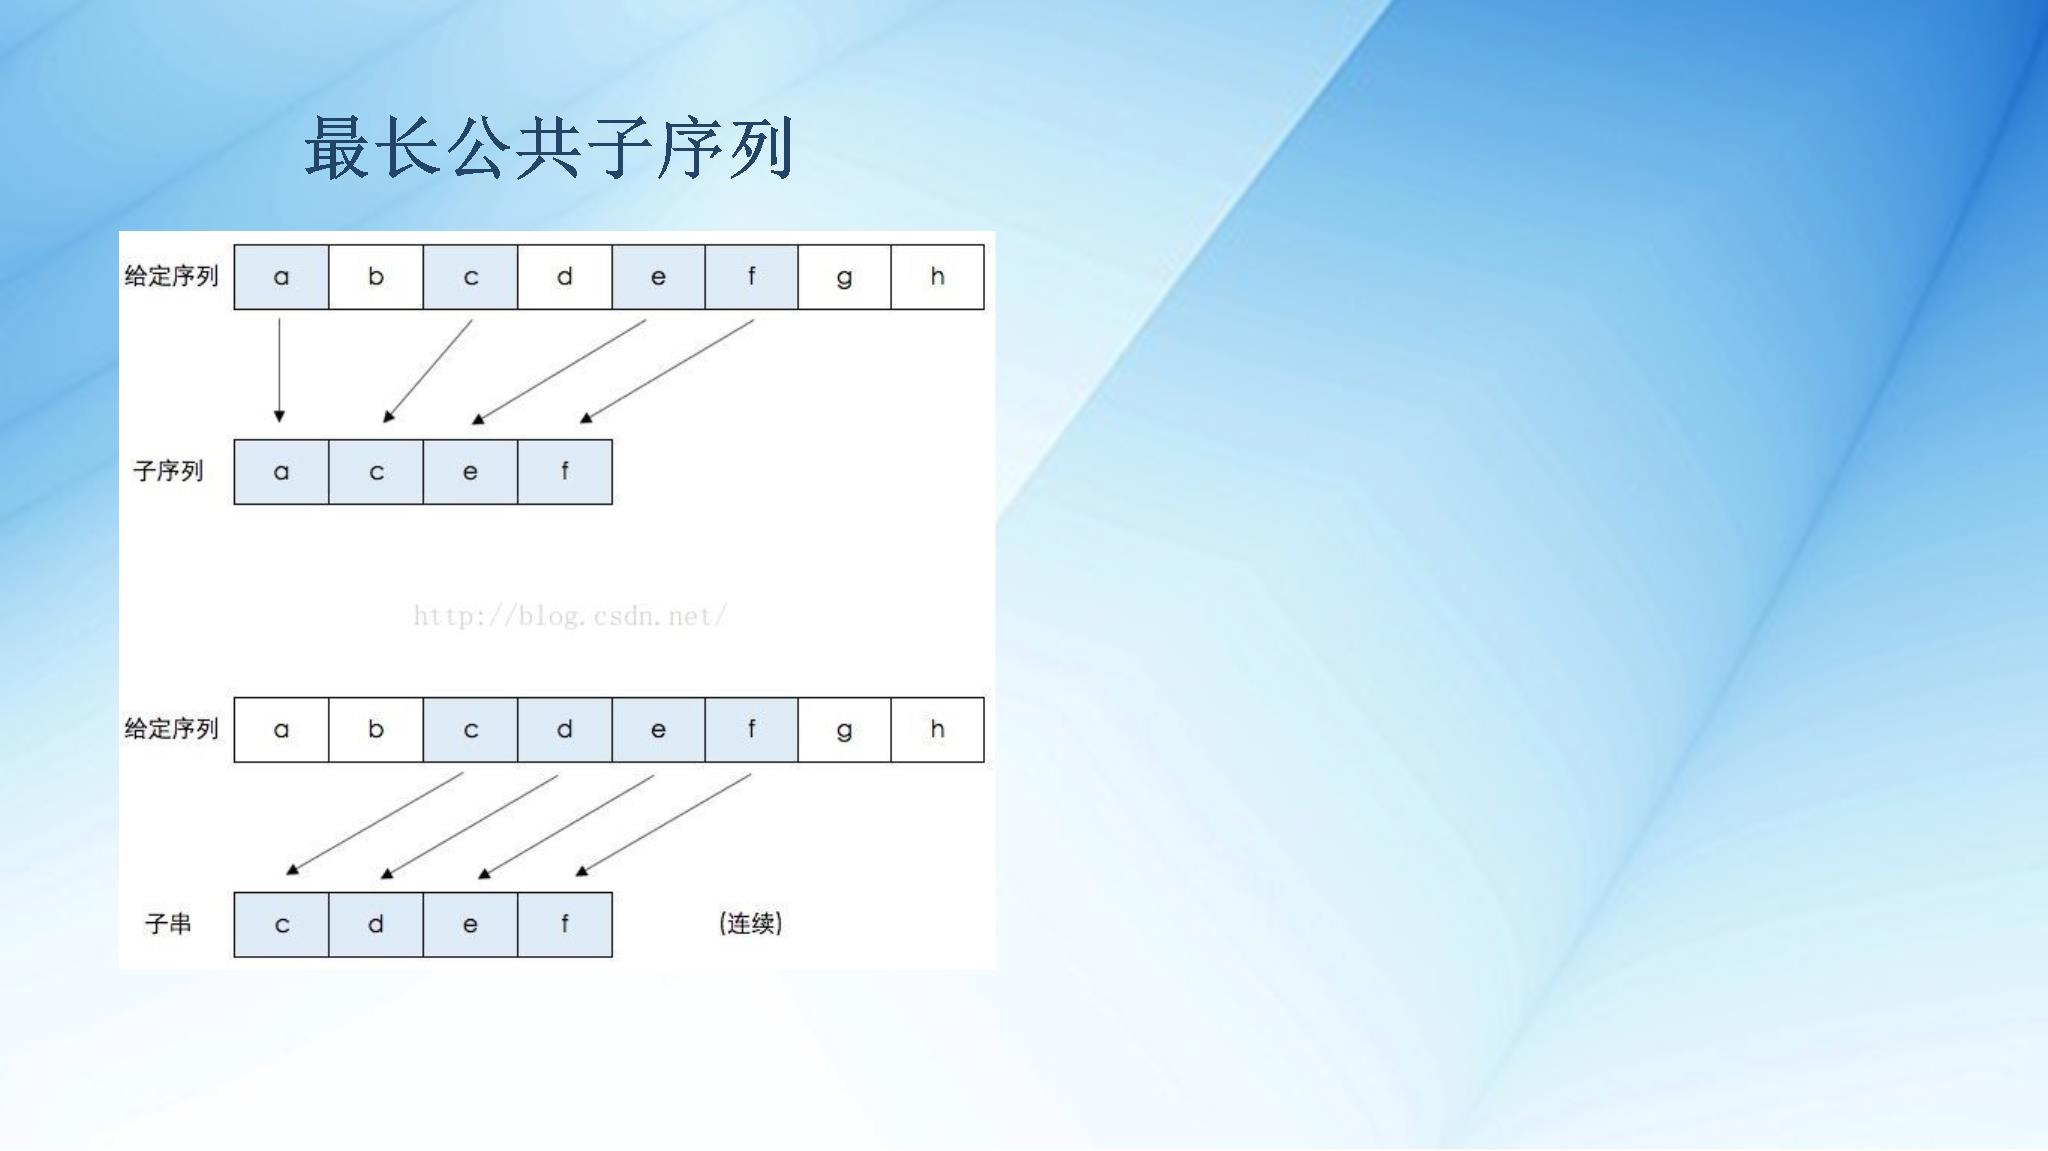 最长公共子序列
给定序列 a b c d e f g h
子序列 a c e f
http://blog.csdn.net/
给定序列 a b c d e f g h
子串 c d e f (连续)